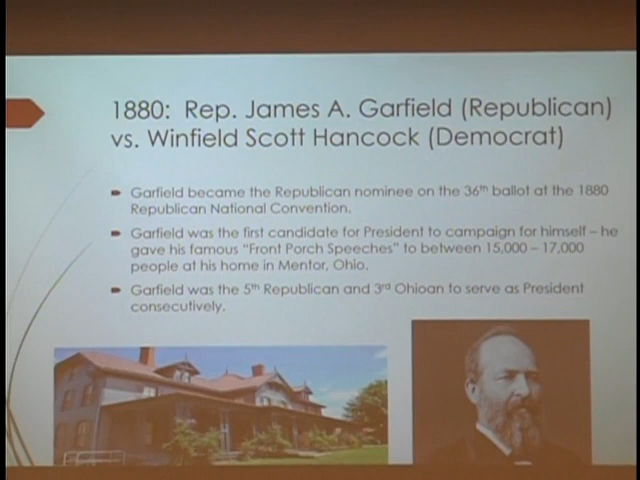 1880: Rep. James A. Garfield (Republican)
vs. Winfield Scott Hancock (Democrat)
Garfield became the Republican nominee on the 36th ballot at the 1880
Republican National Convention.
Garfield was the first candidate for President to campaign for himself – he
gave his famous "Front Porch Speeches" to between 15,000 – 17,000
people at his home in Mentor, Ohio.
Garfield was the 5th Republican and 3rd Ohioan to serve as President
consecutively.